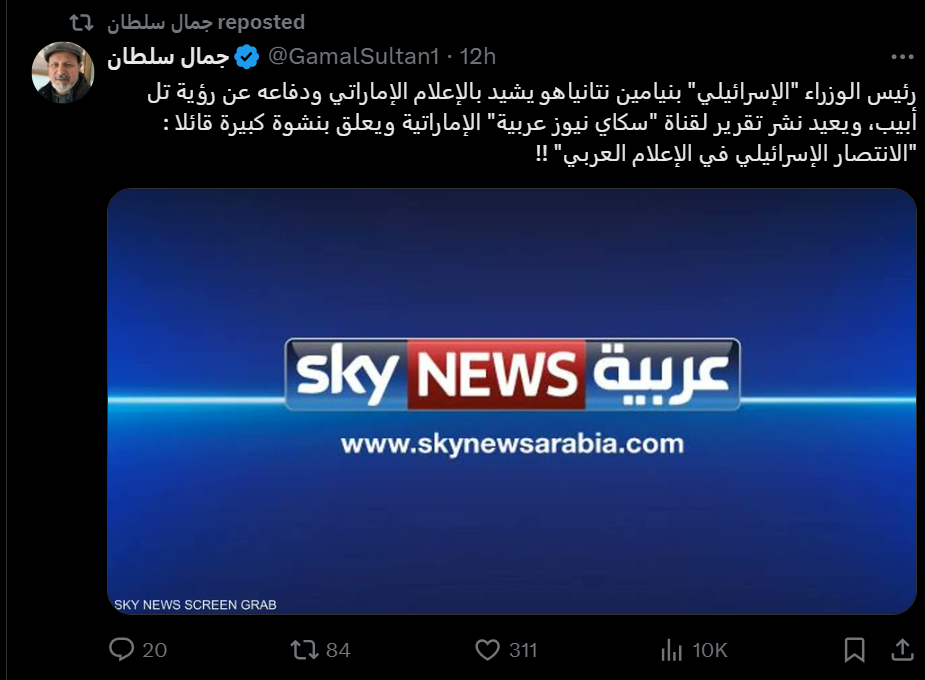 جمال سلطان reposted
جمال سلطان @GamalSultan1 · 12h
رئيس الوزراء "الإسرائيلي" بنيامين نتانياهو يشيد بالإعلام الإماراتي ودفاعه عن رؤية تل
أبيب، ويعيد نشر تقرير لقناة "سكاي نيوز عربية" الإماراتية ويعلق بنشوة كبيرة قائلا :
"الانتصار الإسرائيلي في الإعلام العربي" !!
sky NEWS عربية
www.skynewsarabia.com
SKY NEWS SCREEN GRAB
20 84 311 10K